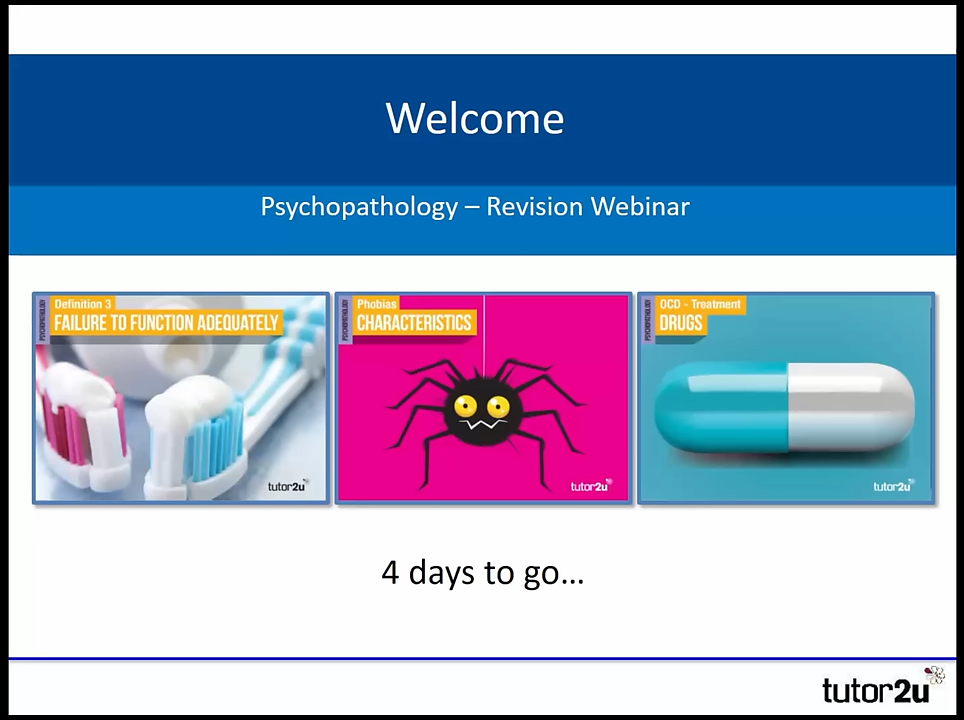 Welcome
Psychopathology – Revision Webinar
PSYCHOPATHOLOGY
Definition 3
FAILURE TO FUNCTION ADEQUATELY
tutor2u
PSYCHOPATHOLOGY
Phobias
CHARACTERISTICS
tutor2u
PSYCHOPATHOLOGY
OCD - Treatment
DRUGS
tutor2u
4 days to go...
tutor2u